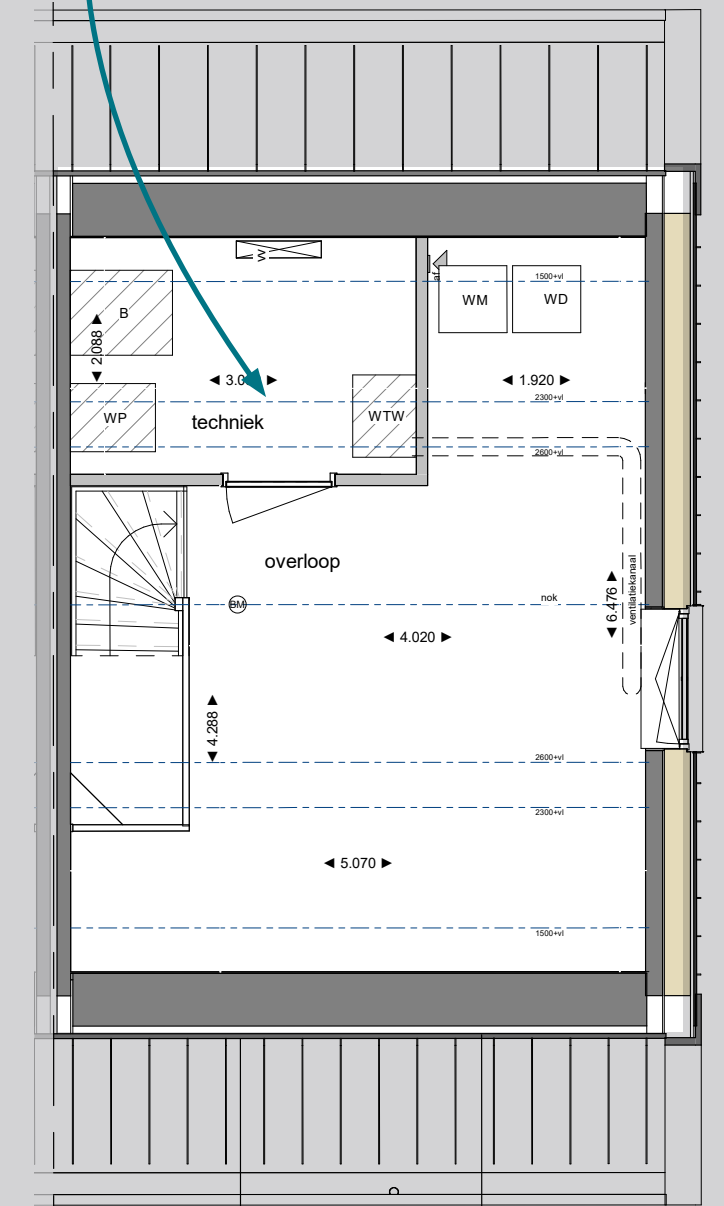 V
1500+vl
af
WM
WD
B
2.088
1.920
2300+vl
WP
techniek
WTW
2600+vl
overloop
BM
nok
6.476
ventilatiekanaal
4.020
4.288
2600+vl
2300+vl
5.070
1500+vl